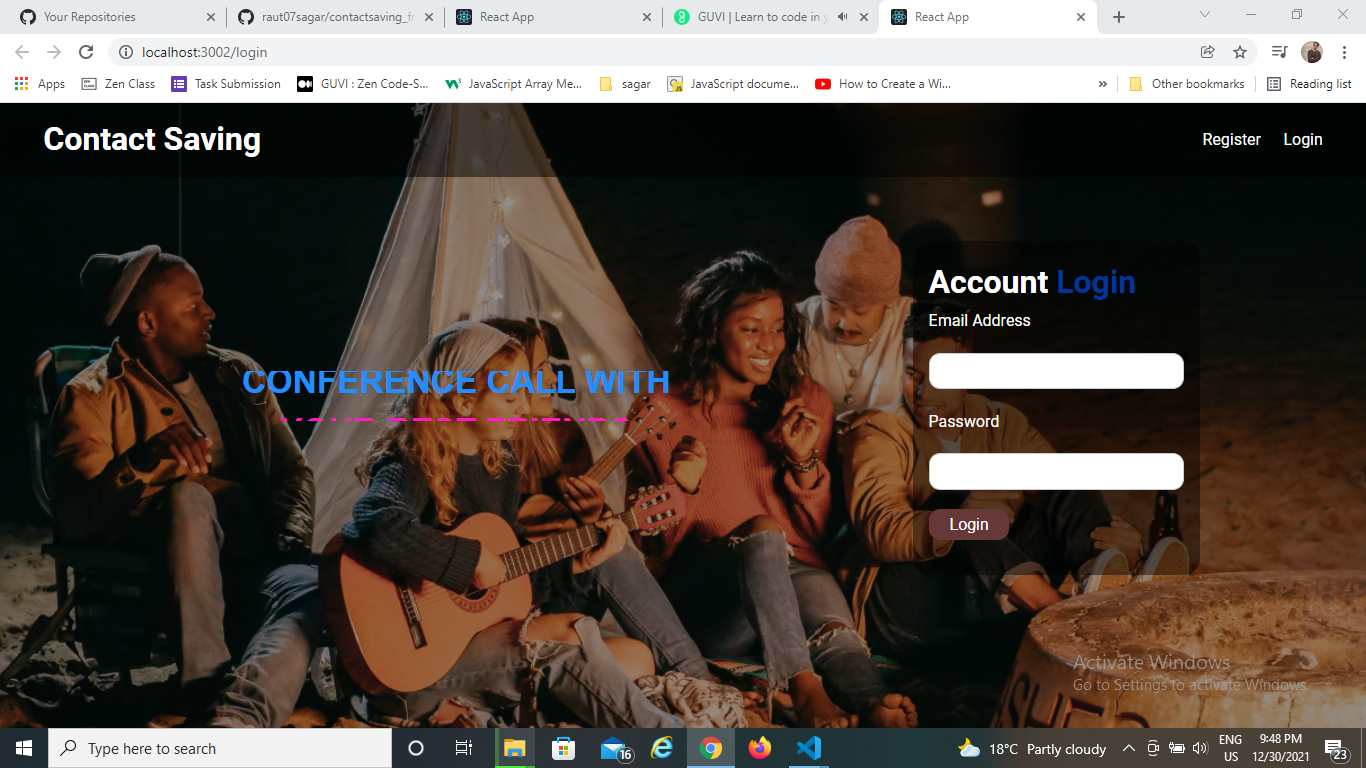 Your Repositories
raut07sagar/contactsaving_fr
React App
GUVI | Learn to code in y
React App
localhost:3002/login
Apps
Zen Class
Task Submission
GUVI : Zen Code-S...
JavaScript Array Me...
sagar
JavaScript docume...
How to Create a Wi...
»
Other bookmarks
Reading list
Contact Saving
Register
Login
Account Login
Email Address
CONFERENCE CALL WITH
Password
Login
Activate Windows
Go to Settings to activate Windows.
Type here to search
16
18°C Partly cloudy
ENG
US
9:48 PM
12/30/2021
23